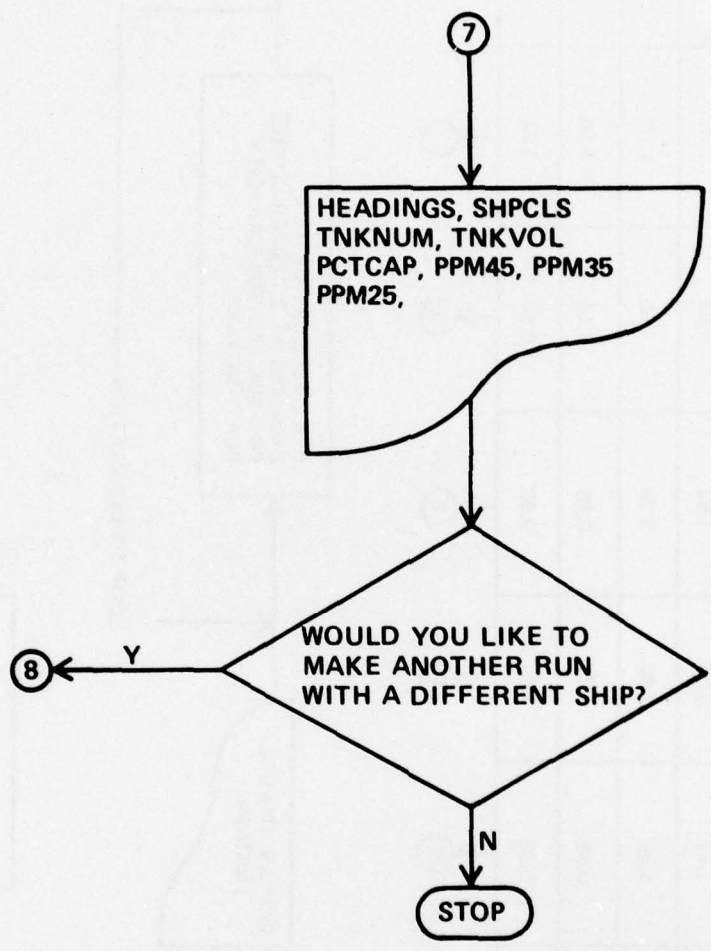 7
HEADINGS, SHPCLS
TNKNUM, TNKVOL
PCTCAP, PPM45, PPM35
PPM25,
WOULD YOU LIKE TO
MAKE ANOTHER RUN
WITH A DIFFERENT SHIP?
Y
8
N
STOP